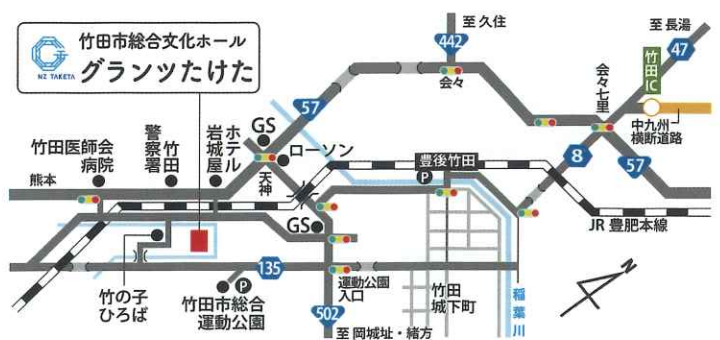 竹田市総合文化ホール
グランツたけた
NZ TAKETA
至 久住
442
会々
至 長湯
47
竹田IC
会々七里
中九州
横断道路
57
57
8
GS
ローソン
天神
ホテル
岩城屋
竹田
警察署
竹田医師会
病院
熊本
豊後竹田
P
JR 豊肥本線
GS
竹の子
ひろば
135
P
竹田市総合
運動公園
運動公園
入口
502
至 岡城址・緒方
竹田
城下町
稲葉川
N